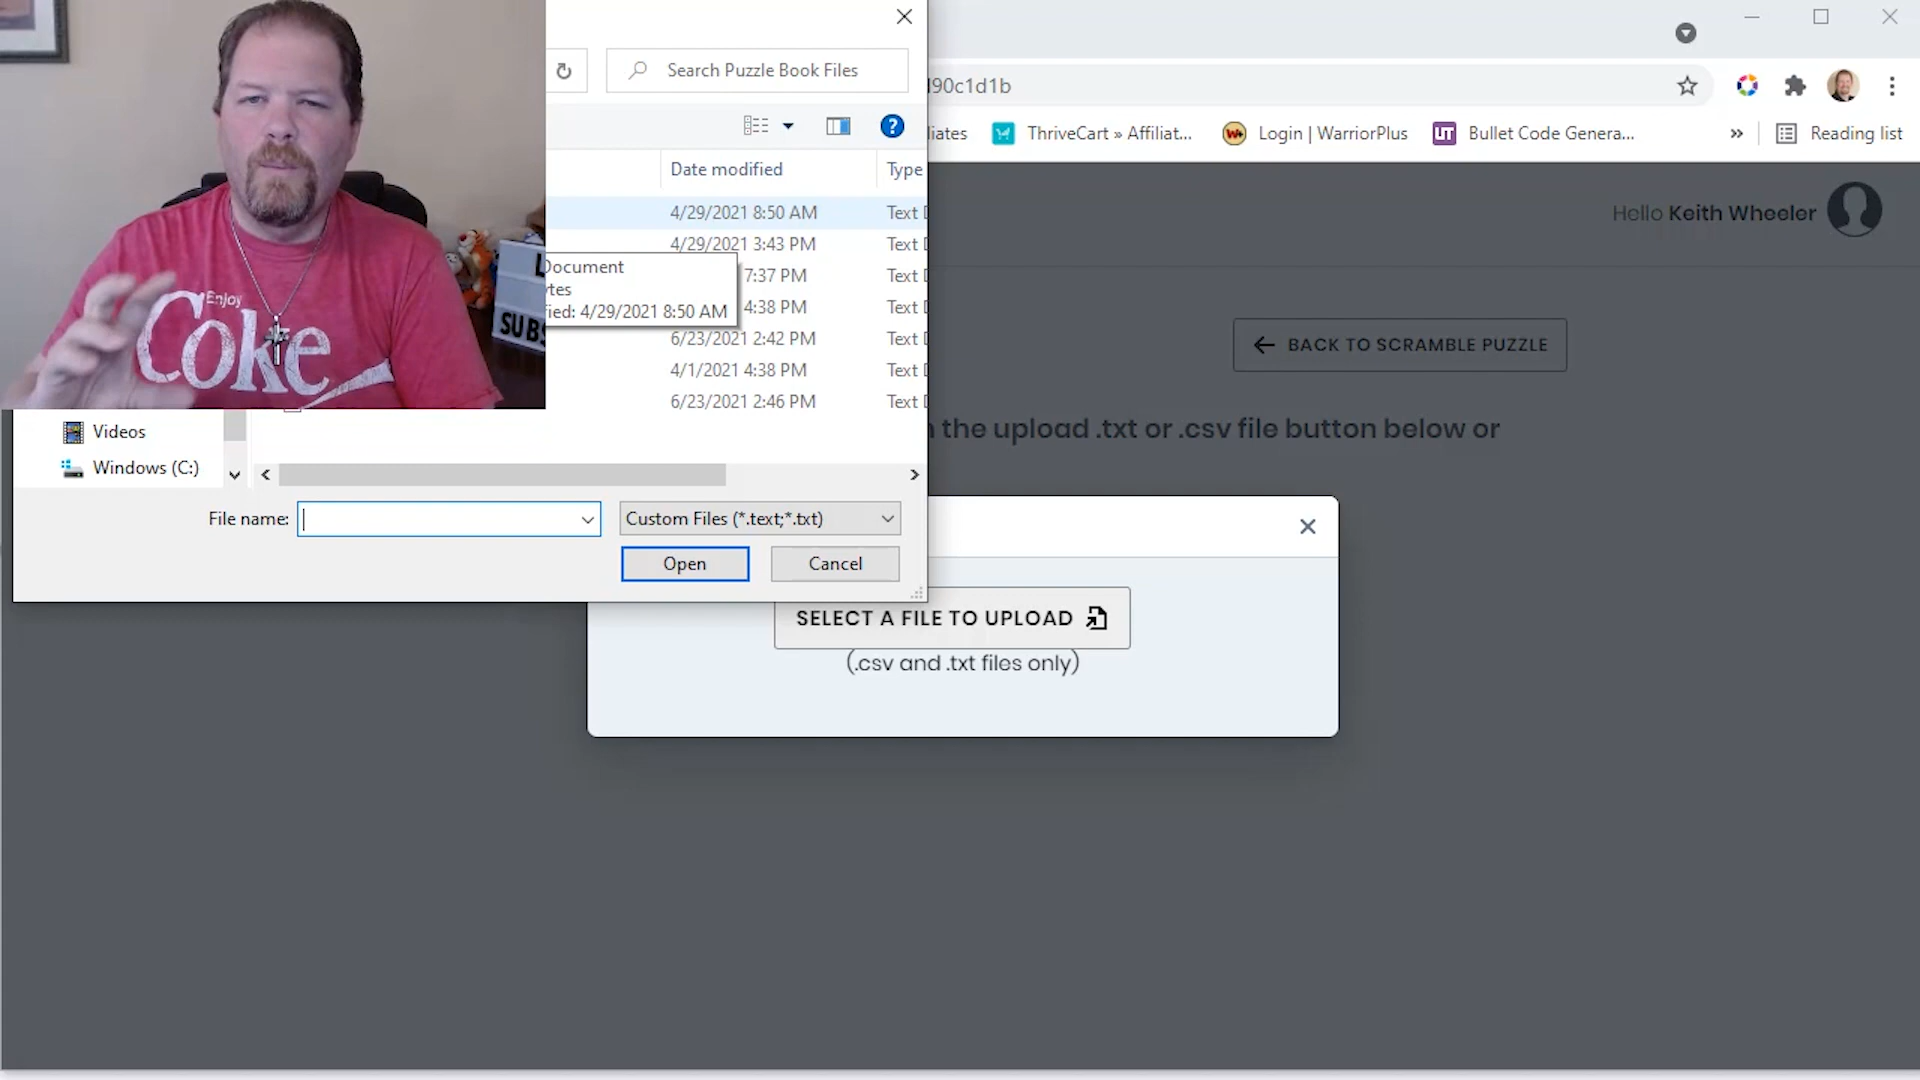 Search Puzzle Book Files
90c1d1b
liates
ThriveCart » Affiliat...
Login | WarriorPlus
UT
Bullet Code Genera...
»
Reading list
Date modified
Type
4/29/2021 8:50 AM
Text
4/29/2021 3:43 PM
Text
7:37 PM
Text
4:38 PM
Text
6/23/2021 2:42 PM
Text
4/1/2021 4:38 PM
Text
6/23/2021 2:46 PM
Text
Document
ytes
fied: 4/29/2021 8:50 AM
Hello Keith Wheeler
Enjoy
Coke
SUBS
BACK TO SCRAMBLE PUZZLE
the upload .txt or .csv file button below or
Videos
Windows (C:)
File name:
Custom Files (*.text;*.txt)
Open
Cancel
SELECT A FILE TO UPLOAD
(.csv and .txt files only)